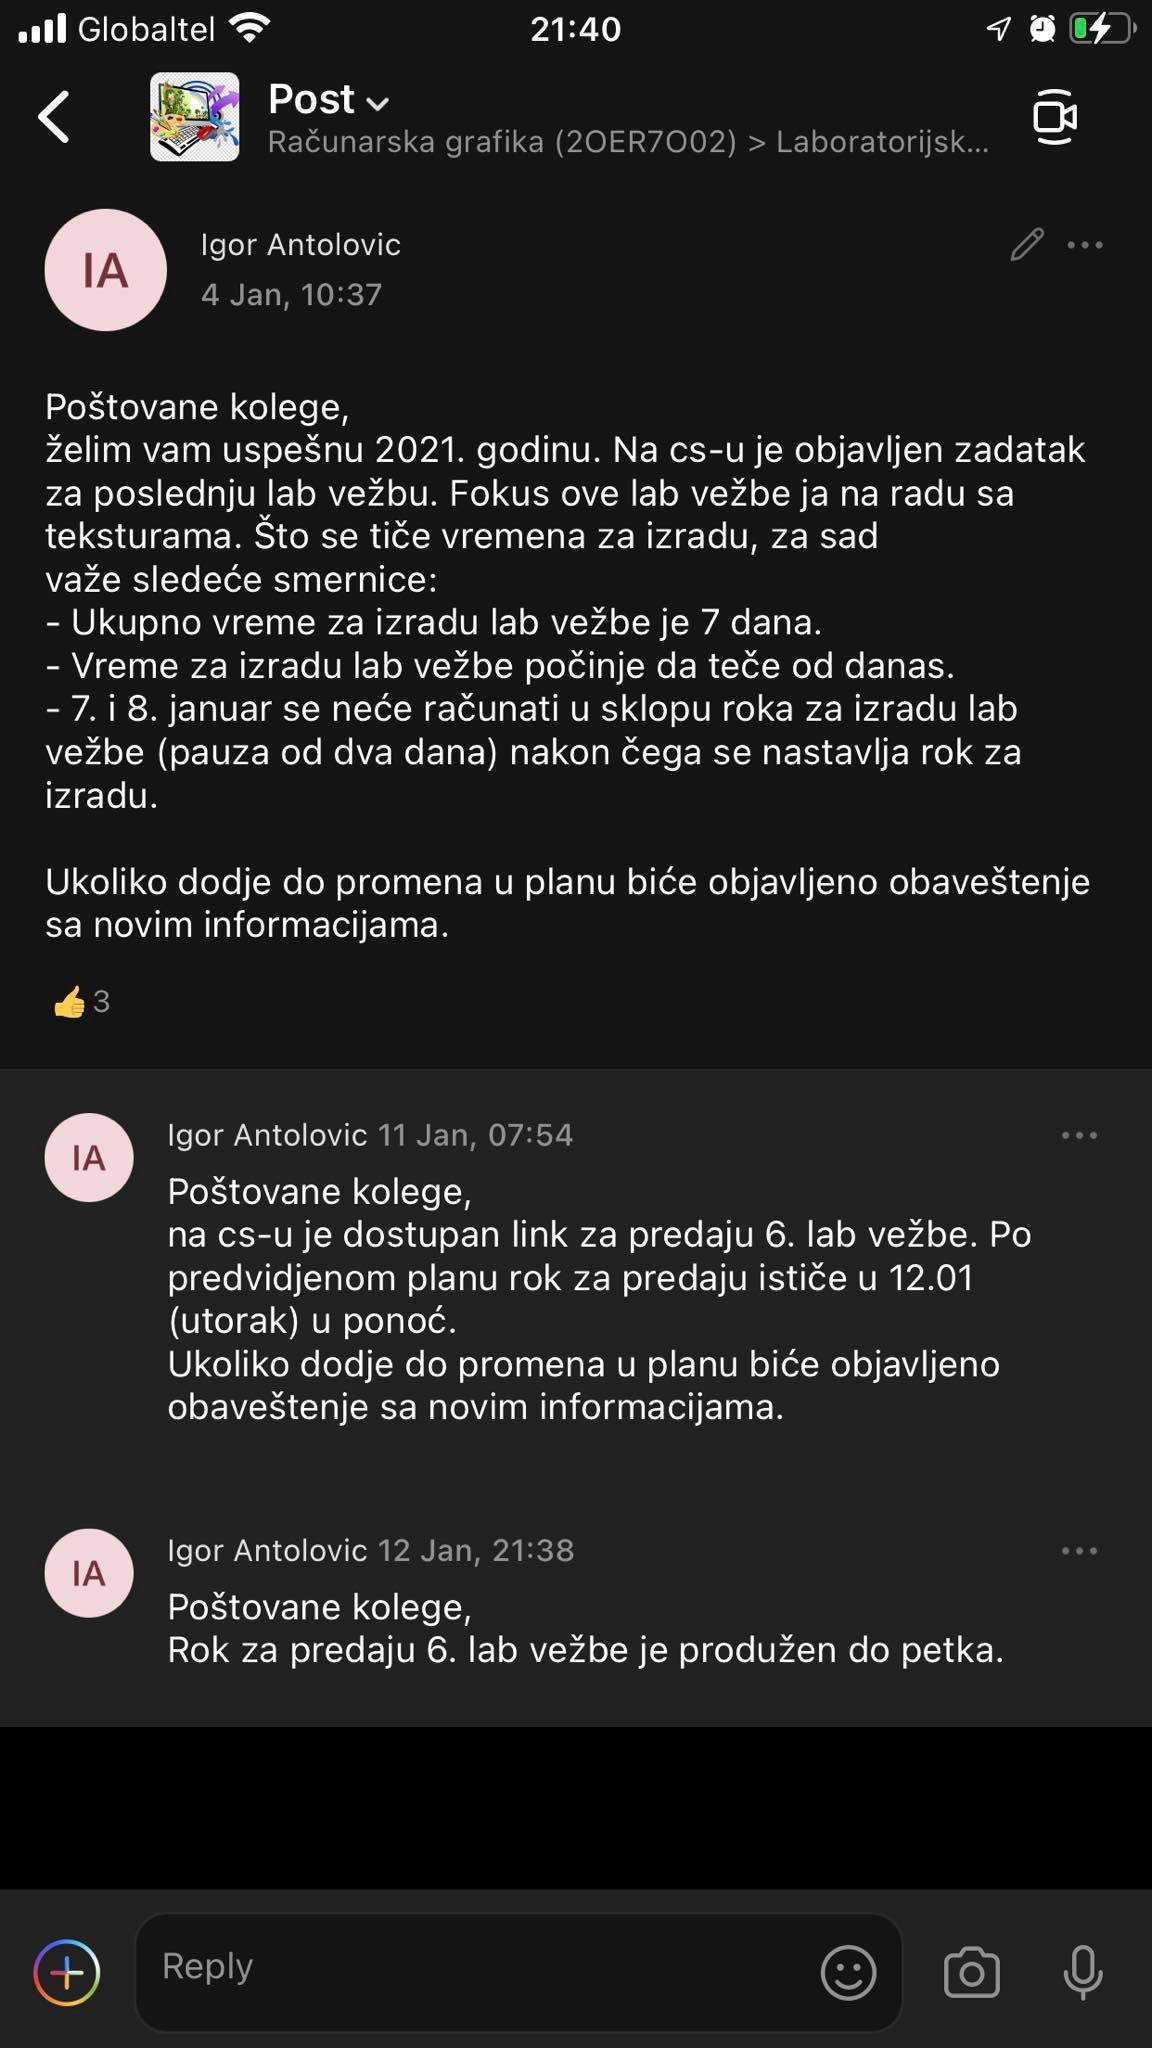 Globaltel 21:40
Post
Računarska grafika (2OER7O02) > Laboratorijsk...
IA
Igor Antolovic
4 Jan, 10:37
Poštovane kolege,
želim vam uspešnu 2021. godinu. Na cs-u je objavljen zadatak
za poslednju lab vežbu. Fokus ove lab vežbe ja na radu sa
teksturama. Što se tiče vremena za izradu, za sad
važe sledeće smernice:
- Ukupno vreme za izradu lab vežbe je 7 dana.
- Vreme za izradu lab vežbe počinje da teče od danas.
- 7. i 8. januar se neće računati u sklopu roka za izradu lab
vežbe (pauza od dva dana) nakon čega se nastavlja rok za
izradu.
Ukoliko dodje do promena u planu biće objavljeno obaveštenje
sa novim informacijama.
👍 3
IA
Igor Antolovic 11 Jan, 07:54
Poštovane kolege,
na cs-u je dostupan link za predaju 6. lab vežbe. Po
predvidjenom planu rok za predaju ističe u 12.01
(utorak) u ponoć.
Ukoliko dodje do promena u planu biće objavljeno
obaveštenje sa novim informacijama.
IA
Igor Antolovic 12 Jan, 21:38
Poštovane kolege,
Rok za predaju 6. lab vežbe je produžen do petka.
Reply